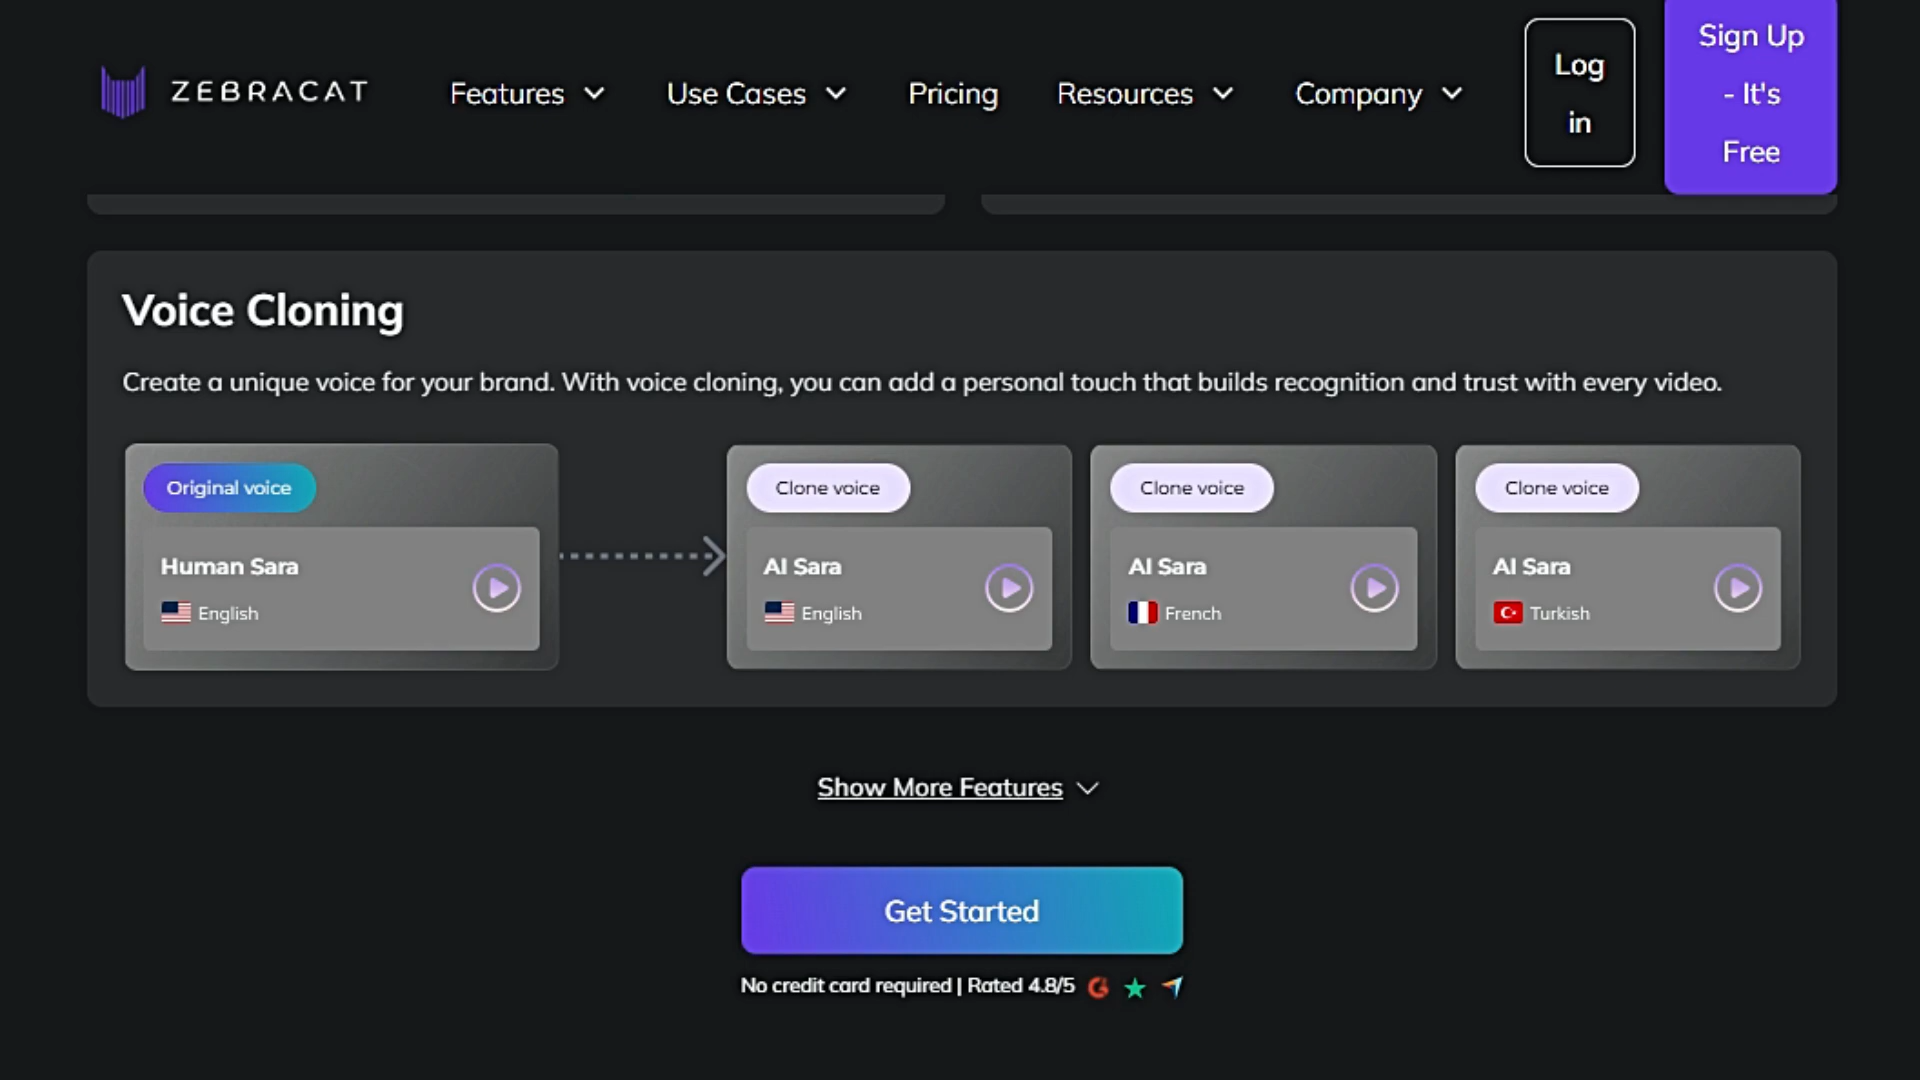 ZEBRACAT
Features
Use Cases
Pricing
Resources
Company
Log
in
Sign Up
- It's
Free
Voice Cloning
Create a unique voice for your brand. With voice cloning, you can add a personal touch that builds recognition and trust with every video.
Original voice
Human Sara
English
Clone voice
AI Sara
English
Clone voice
AI Sara
French
Clone voice
AI Sara
Turkish
Show More Features
Get Started
No credit card required | Rated 4.8/5